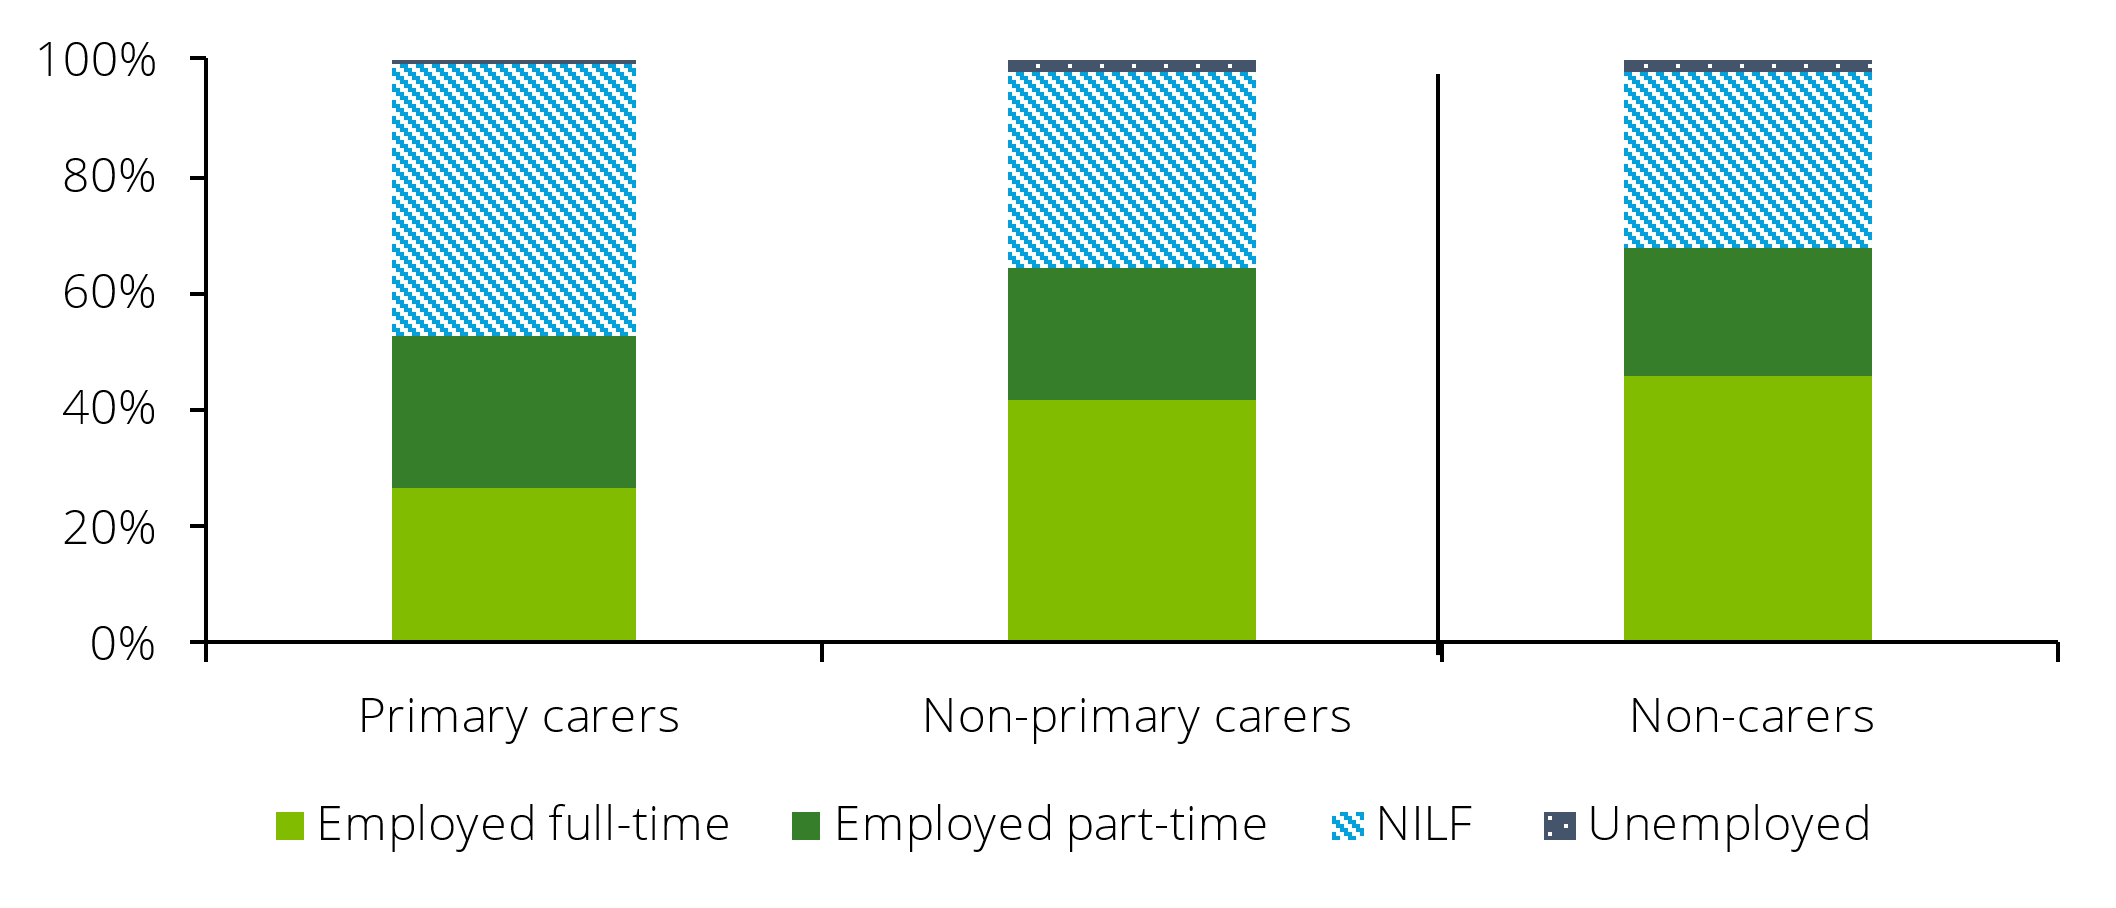 100%
80%
60%
40%
20%
0%
Primary carers
Non-primary carers
Non-carers
Employed full-time
Employed part-time
NILF
Unemployed